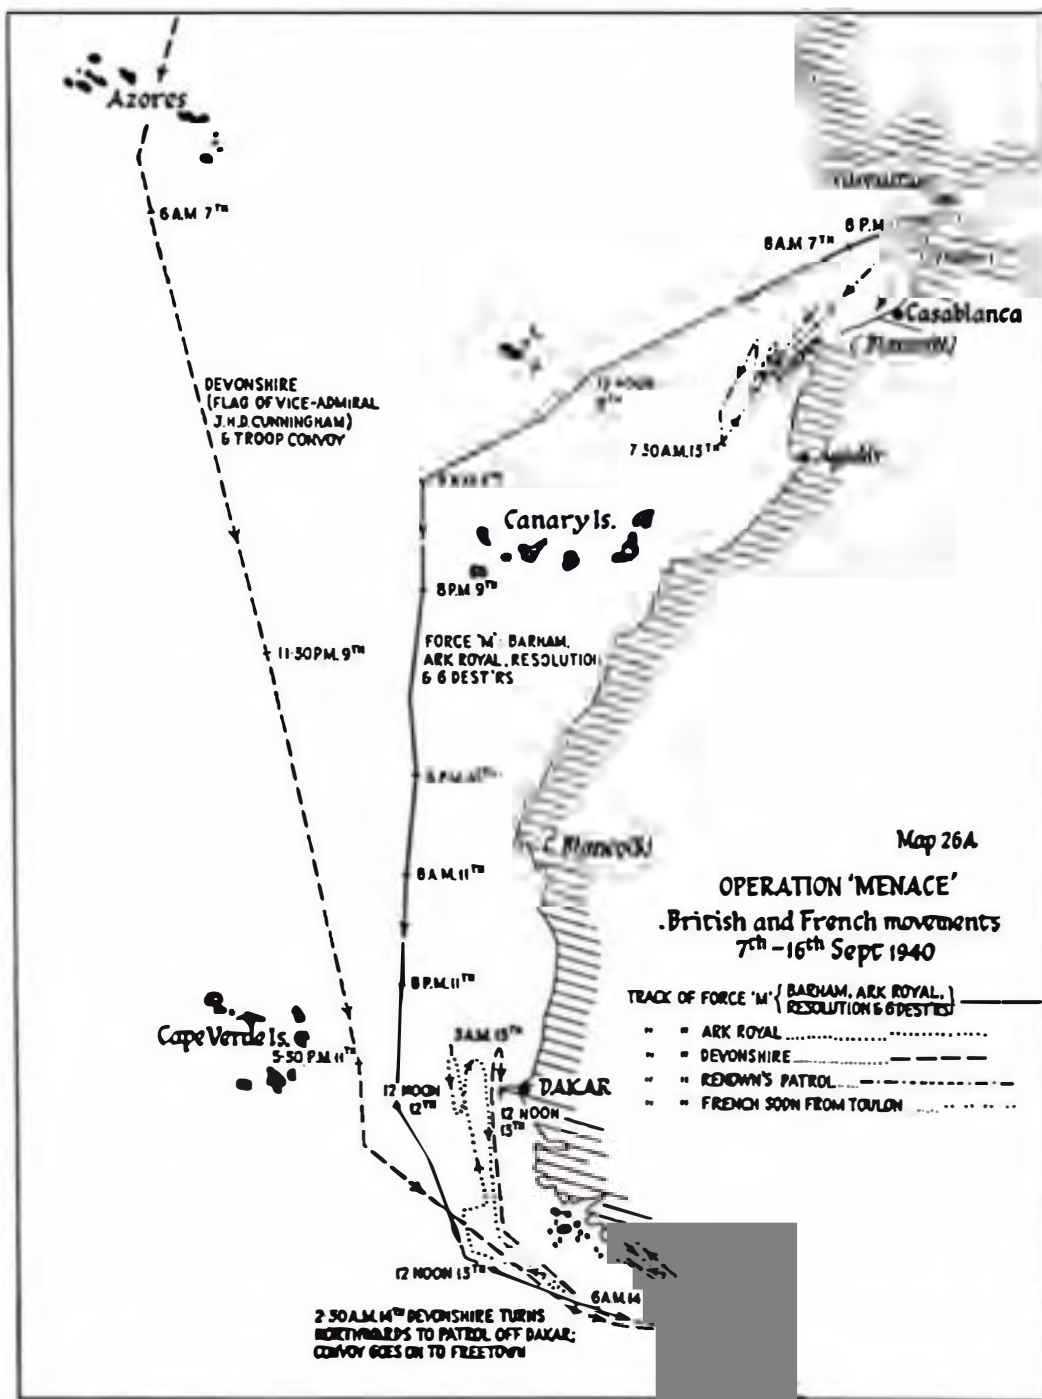 Azores
6 A.M. 7TH
8 P.M
8 A.M 7TH
Casablanca
DEVONSHIRE
(FLAG OF VICE-ADMIRAL
J.H.D. CUNNINGHAM)
& TROOP CONVOY
7 30 A.M. 15TH
Canary Is.
8 P.M. 9TH
11·30 P.M. 9TH
FORCE 'M': BARHAM,
ARK ROYAL, RESOLUTION
& 6 DEST'RS
8 A.M. 11TH
8 P.M. 11TH
Map 26A
OPERATION 'MENACE'
British and French movements
7th - 16th Sept 1940
TRACK OF FORCE 'M' { BARHAM, ARK ROYAL, RESOLUTION & 6 DEST'RS }
" " ARK ROYAL
" " DEVONSHIRE
" " RENOWN'S PATROL
" " FRENCH SQDN FROM TOULON
Cape Verde Is.
5·30 P.M. 11TH
3 A.M. 15TH
DAKAR
12 NOON
12TH
12 NOON
15TH
12 NOON 13TH
6 A.M. 14
2·30 A.M. 14TH DEVONSHIRE TURNS
NORTHWARDS TO PATROL OFF DAKAR;
CONVOY GOES ON TO FREETOWN